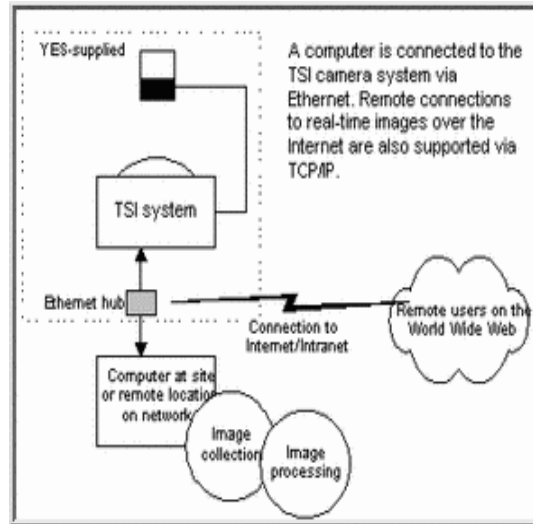 YES-supplied
A computer is connected to the
TSI camera system via
Ethernet. Remote connections
to real-time images over the
Internet are also supported via
TCP/IP.
TSI system
Ethernet hub
Connection to
Internet/Intranet
Remote users on the
World Wide Web
Computer at site
or remote location
on network
Image
collection
Image
processing